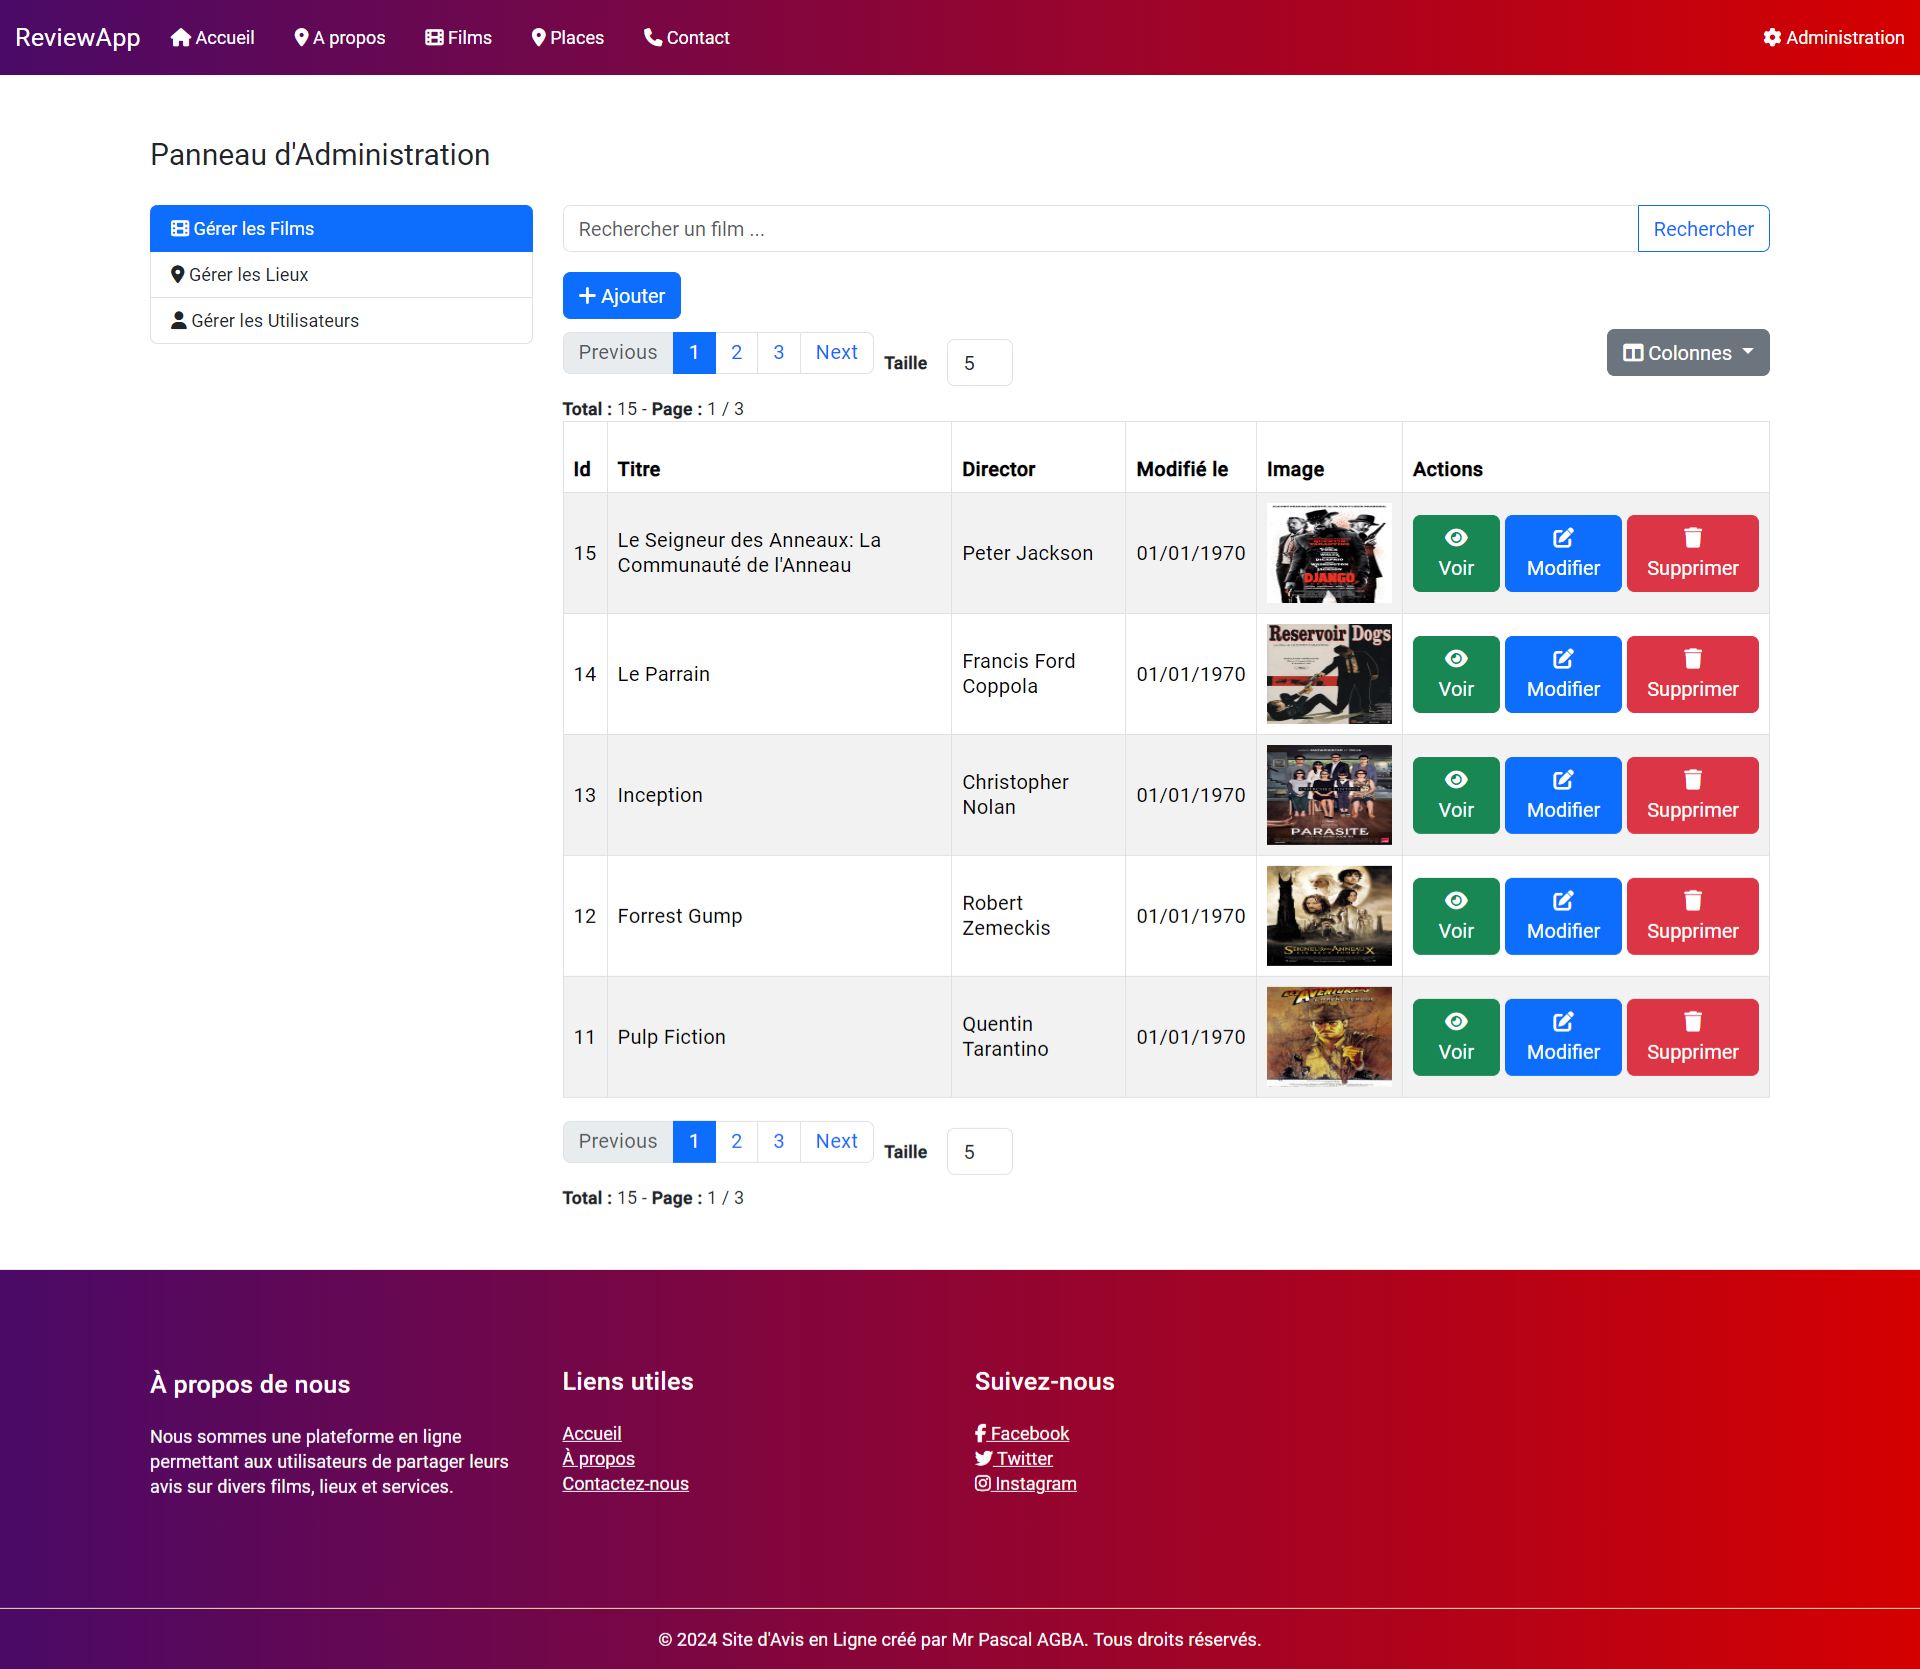 ReviewApp Accueil A propos Films Places Contact Administration
Panneau d'Administration
Gérer les Films
Gérer les Lieux
Gérer les Utilisateurs
Rechercher un film ... Rechercher
Ajouter
Previous 1 2 3 Next Taille 5 Colonnes
Total : 15 - Page : 1 / 3
Id Titre Director Modifié le Image Actions
15 Le Seigneur des Anneaux: La Communauté de l'Anneau Peter Jackson 01/01/1970 DJANGO Voir Modifier Supprimer
14 Le Parrain Francis Ford Coppola 01/01/1970 Reservoir Dogs Voir Modifier Supprimer
13 Inception Christopher Nolan 01/01/1970 PARASITE Voir Modifier Supprimer
12 Forrest Gump Robert Zemeckis 01/01/1970 Voir Modifier Supprimer
11 Pulp Fiction Quentin Tarantino 01/01/1970 Voir Modifier Supprimer
Previous 1 2 3 Next Taille 5
Total : 15 - Page : 1 / 3
À propos de nous
Nous sommes une plateforme en ligne
permettant aux utilisateurs de partager leurs
avis sur divers films, lieux et services.
Liens utiles
Accueil
À propos
Contactez-nous
Suivez-nous
Facebook
Twitter
Instagram
© 2024 Site d'Avis en Ligne créé par Mr Pascal AGBA. Tous droits réservés.